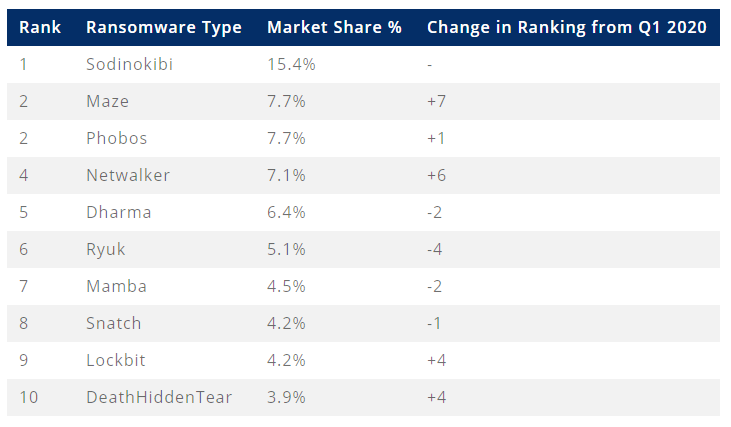 Rank Ransomware Type Market Share % Change in Ranking from Q1 2020
1 Sodinokibi 15.4% -
2 Maze 7.7% +7
2 Phobos 7.7% +1
4 Netwalker 7.1% +6
5 Dharma 6.4% -2
6 Ryuk 5.1% -4
7 Mamba 4.5% -2
8 Snatch 4.2% -1
9 Lockbit 4.2% +4
10 DeathHiddenTear 3.9% +4